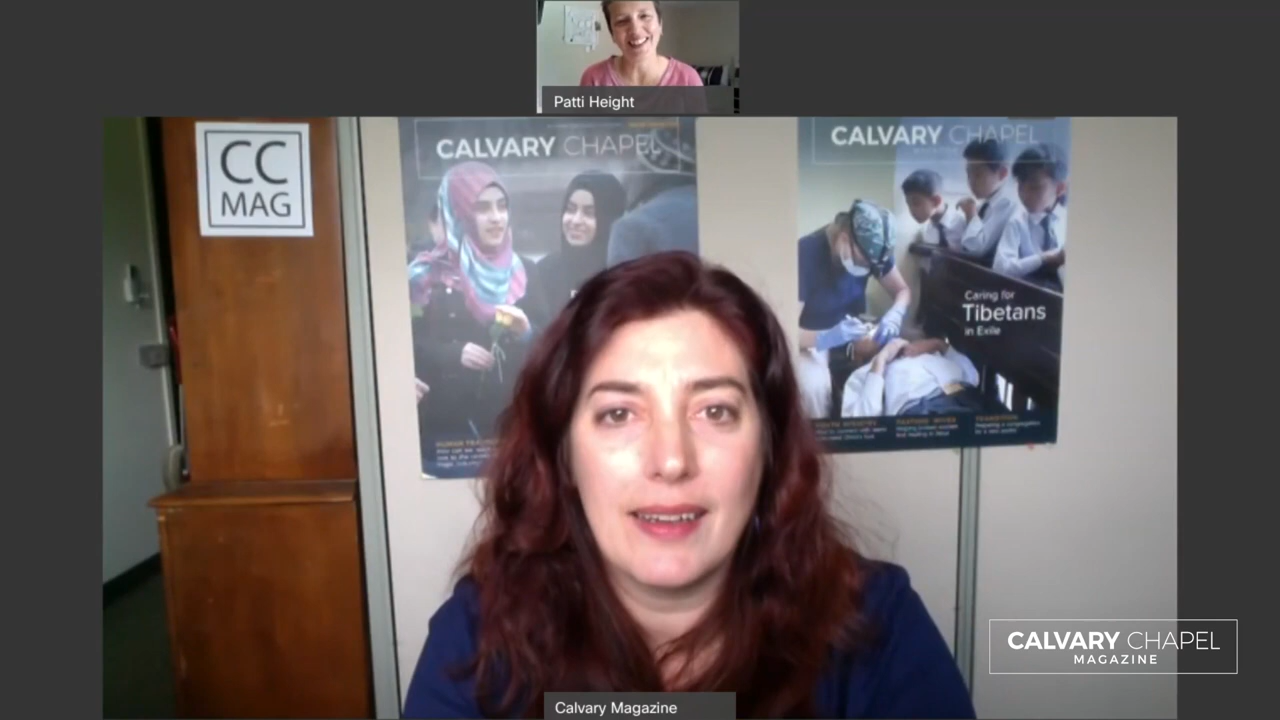 Patti Height
CC
MAG
CALVARY CHAPEL
CALVARY CHAPEL
Caring for
Tibetans
in Exile
CALVARY CHAPEL
MAGAZINE
Calvary Magazine